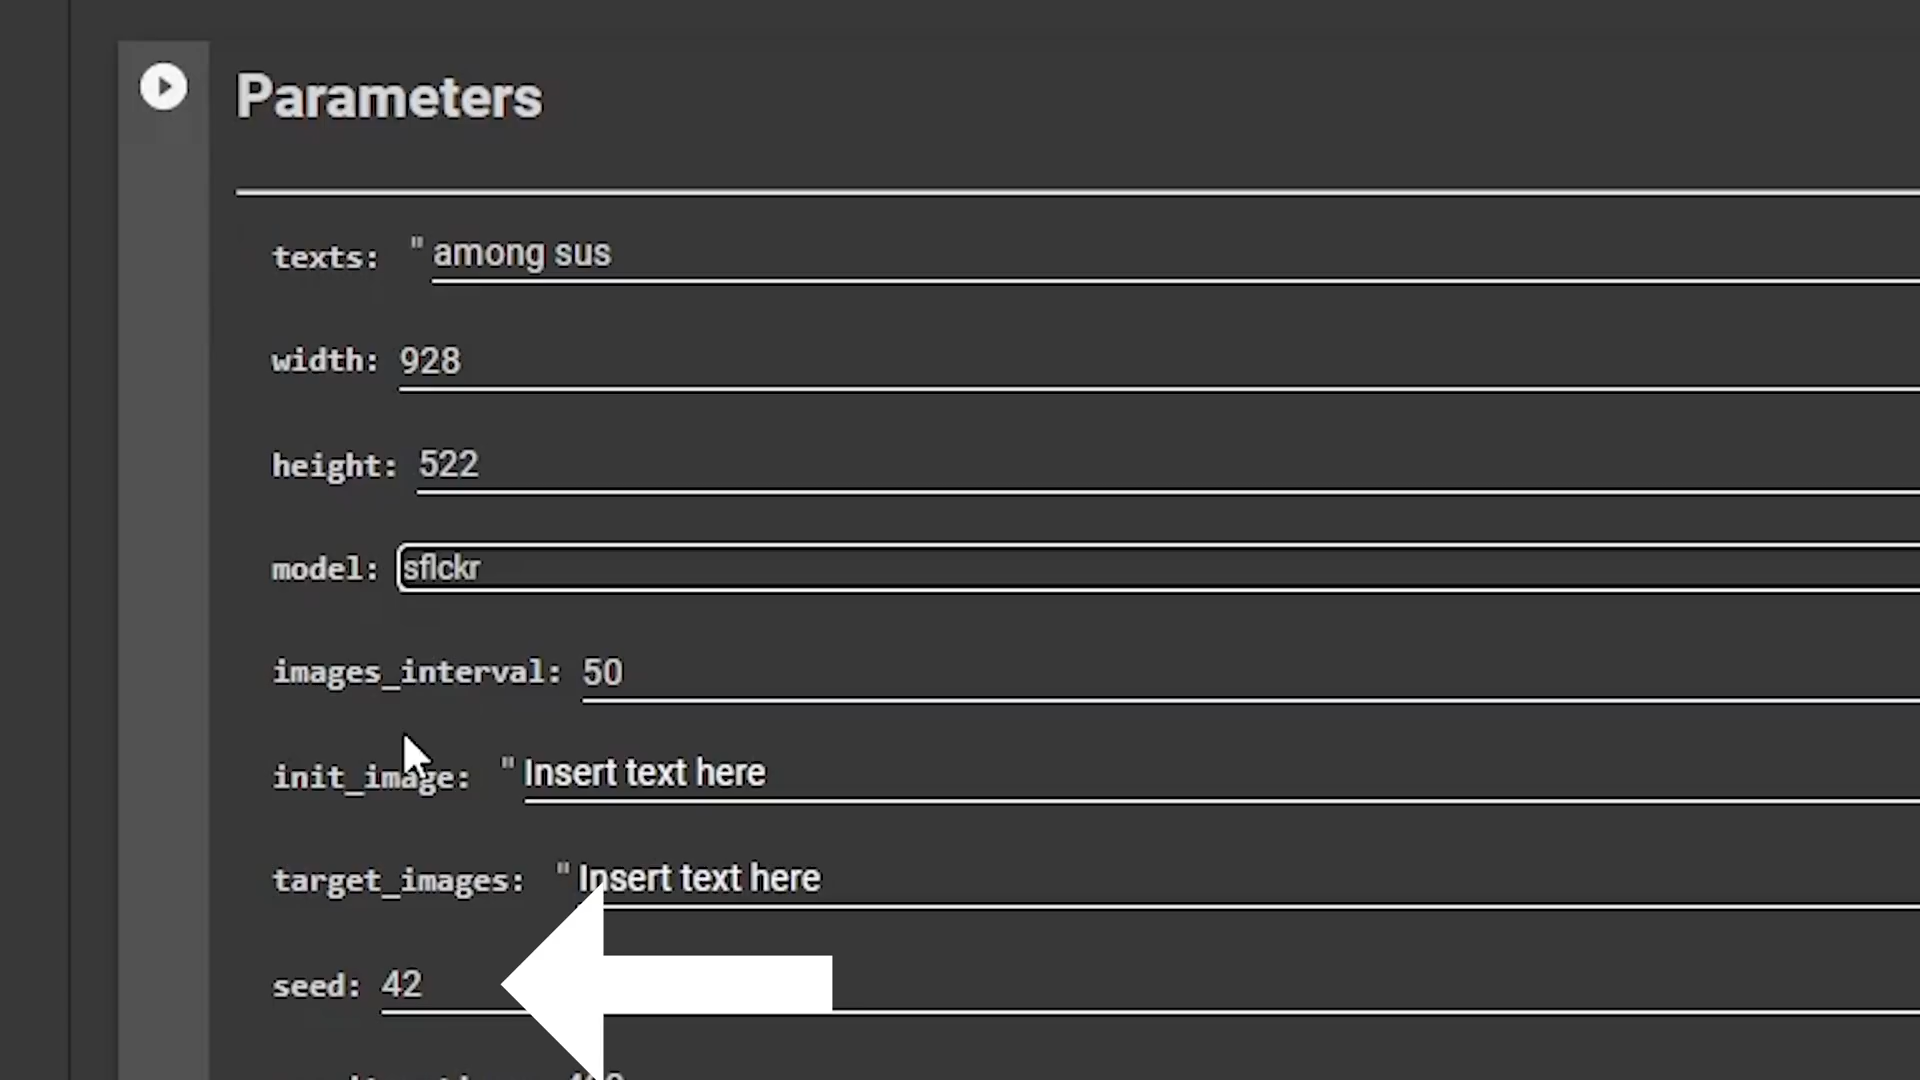 Parameters
texts: " among sus
width: 928
height: 522
model: sflckr
images_interval: 50
init_image: " Insert text here
target_images: " Insert text here
seed: 42